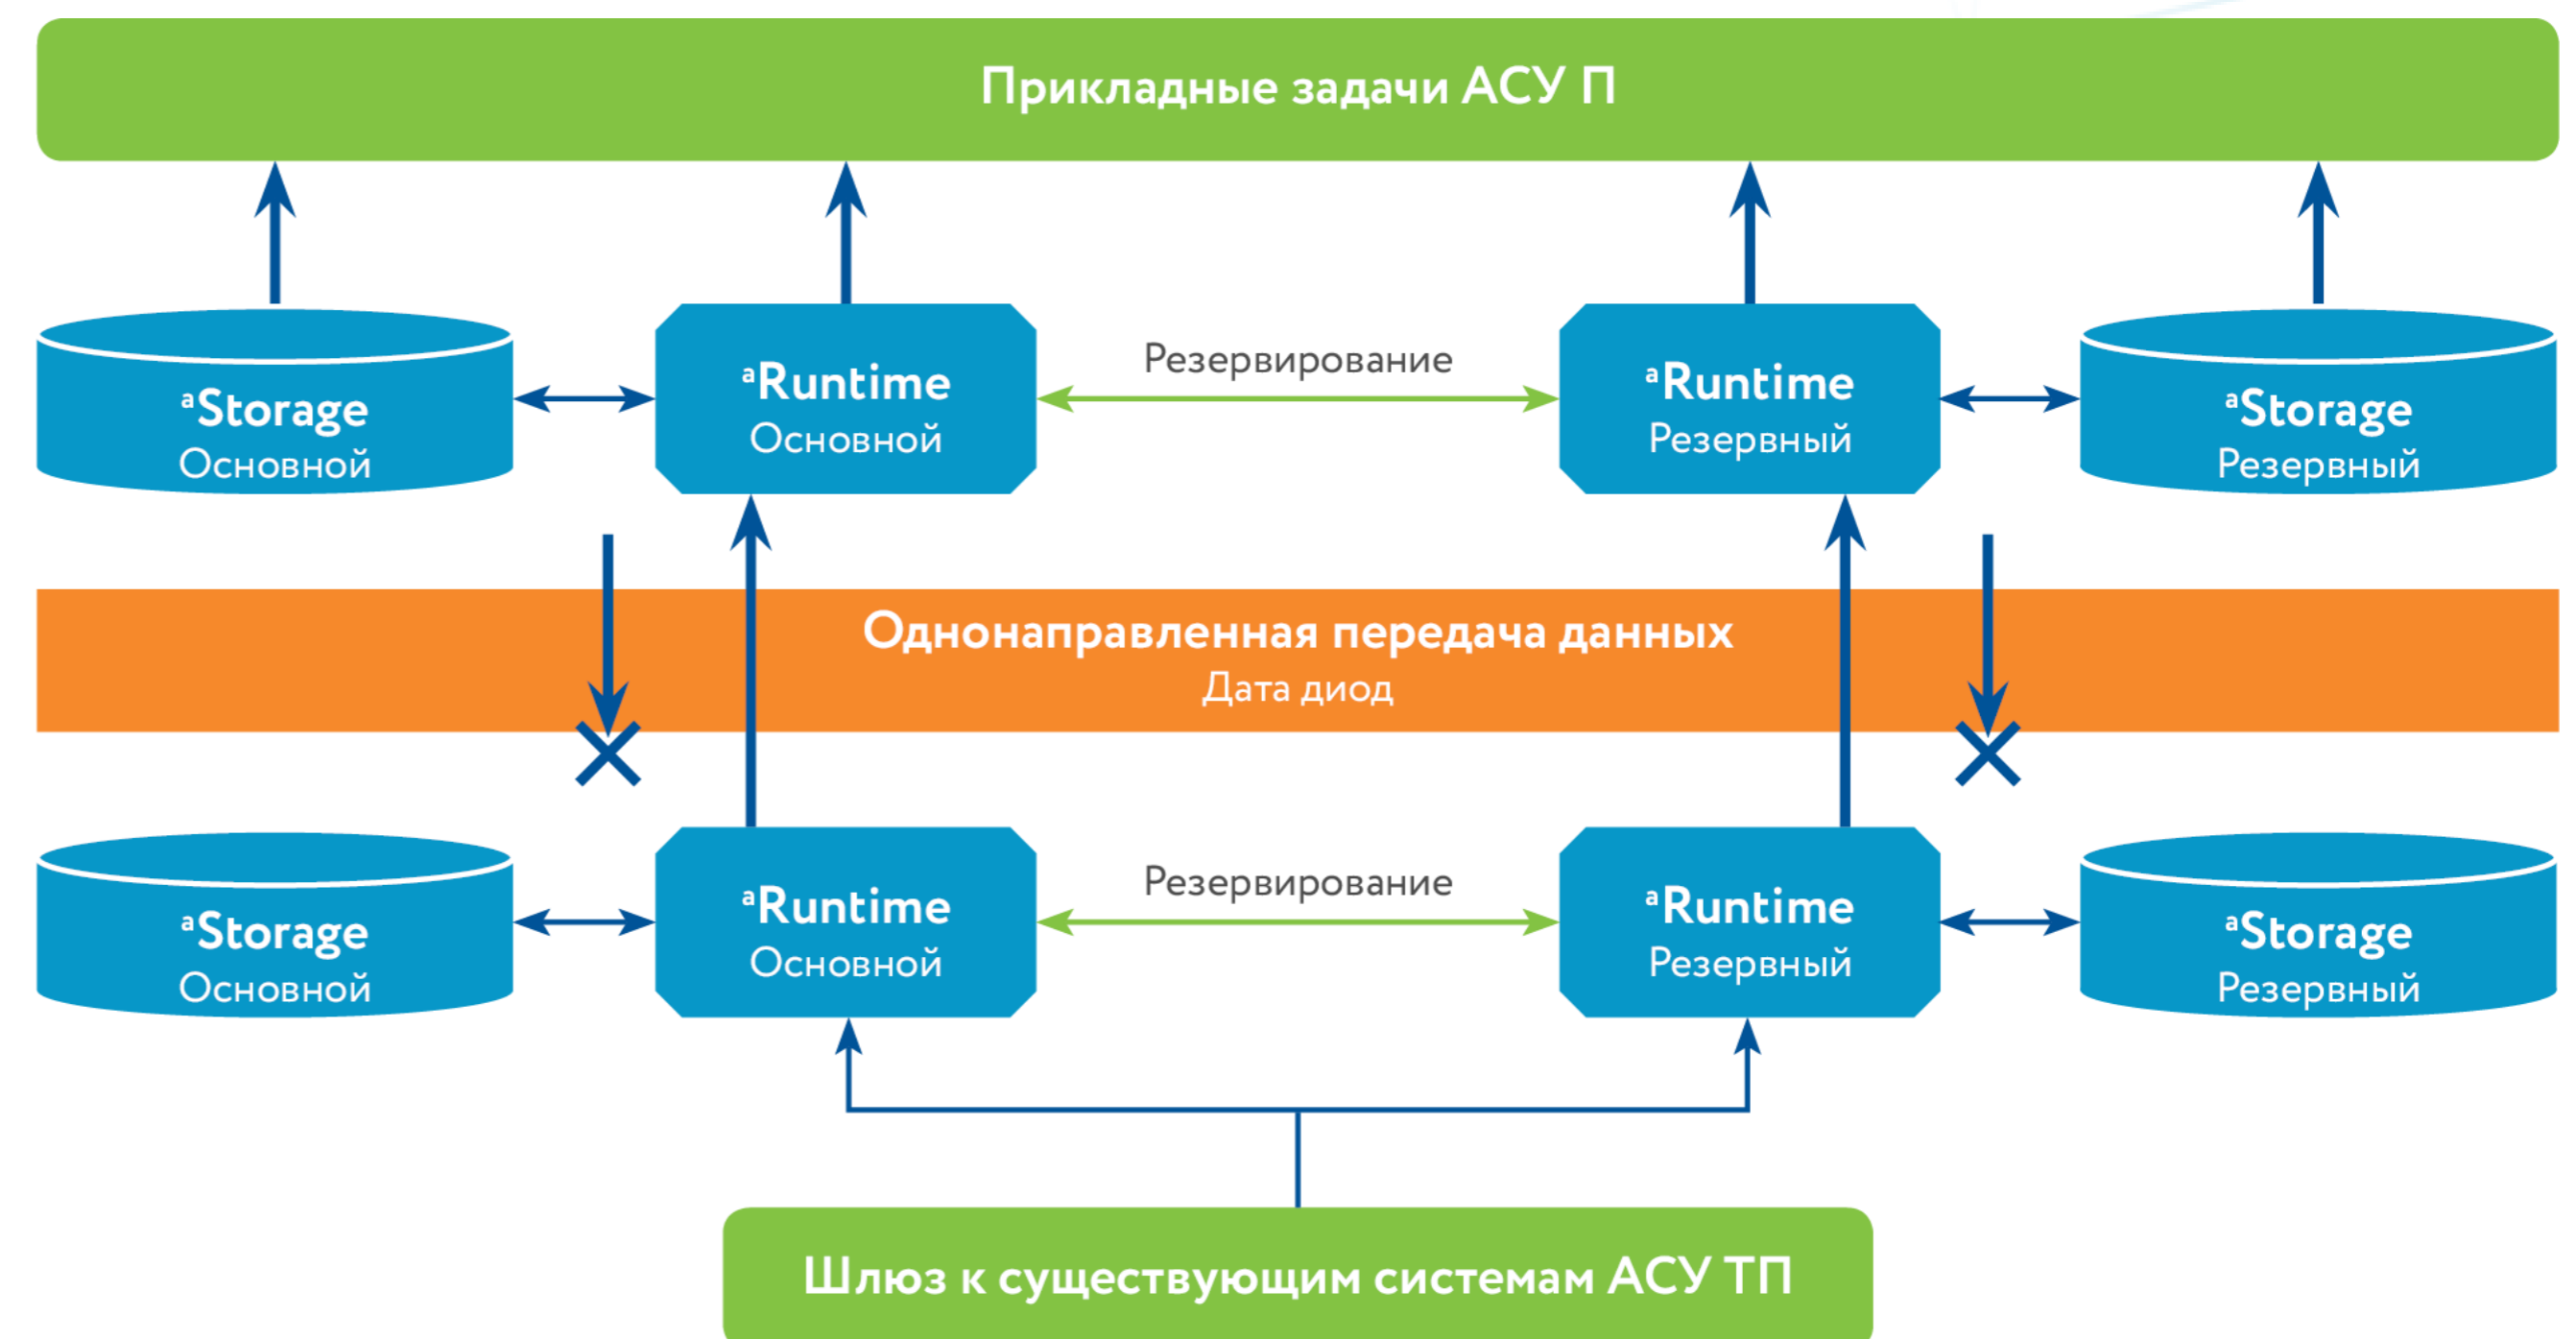 Прикладные задачи АСУ П
Резервирование
ᵃStorage
Основной
ᵃRuntime
Основной
ᵃRuntime
Резервный
ᵃStorage
Резервный
Однонаправленная передача данных
Дата диод
Резервирование
ᵃStorage
Основной
ᵃRuntime
Основной
ᵃRuntime
Резервный
ᵃStorage
Резервный
Шлюз к существующим системам АСУ ТП